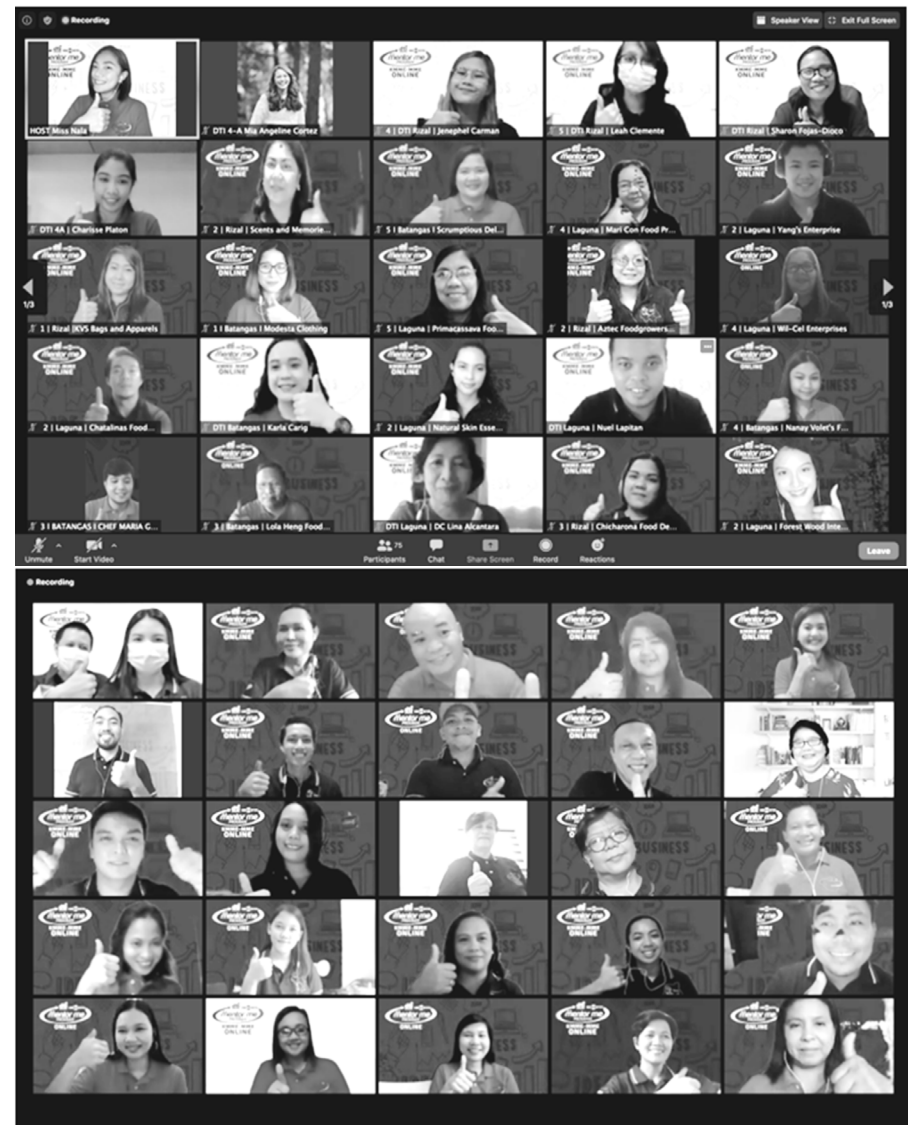 Recording
Speaker View
Exit Full Screen
HOST Miss Nala
DTI 4-A Mia Angeline Cortez
4 | DTI Rizal | Jenephel Carman
5 | DTI Rizal | Leah Clemente
DTI Rizal | Sharon Fojas-Dioco
DTI 4A | Charisse Platon
2 | Rizal | Scents and Memorie...
5 I Batangas I Scrumptious Del...
4 | Laguna | Mari Con Food Pr...
2 | Laguna | Yang's Enterprise
1/3
1 | Rizal |KVS Bags and Apparels
1 I Batangas I Modesta Clothing
5 | Laguna | Primacassava Foo...
2 | Rizal | Aztec Foodgrowers...
4 | Laguna | Wil-Cel Enterprises
1/3
2 | Laguna | Chatalinas Food...
DTI Batangas | Karla Carig
2 | Laguna | Natural Skin Esse...
DTI Laguna | Nuel Lapitan
4 | Batangas | Nanay Volet's F...
3 I BATANGAS I CHEF MARIA G...
3 | Batangas | Lola Heng Food...
DTI Laguna | DC Lina Alcantara
3 | Rizal | Chicharona Food De...
2 | Laguna | Forest Wood Inte...
Unmute
Start Video
Participants
75
Chat
Share Screen
Record
Reactions
Leave
Recording
mentor me
ONLINE
BUSINESS